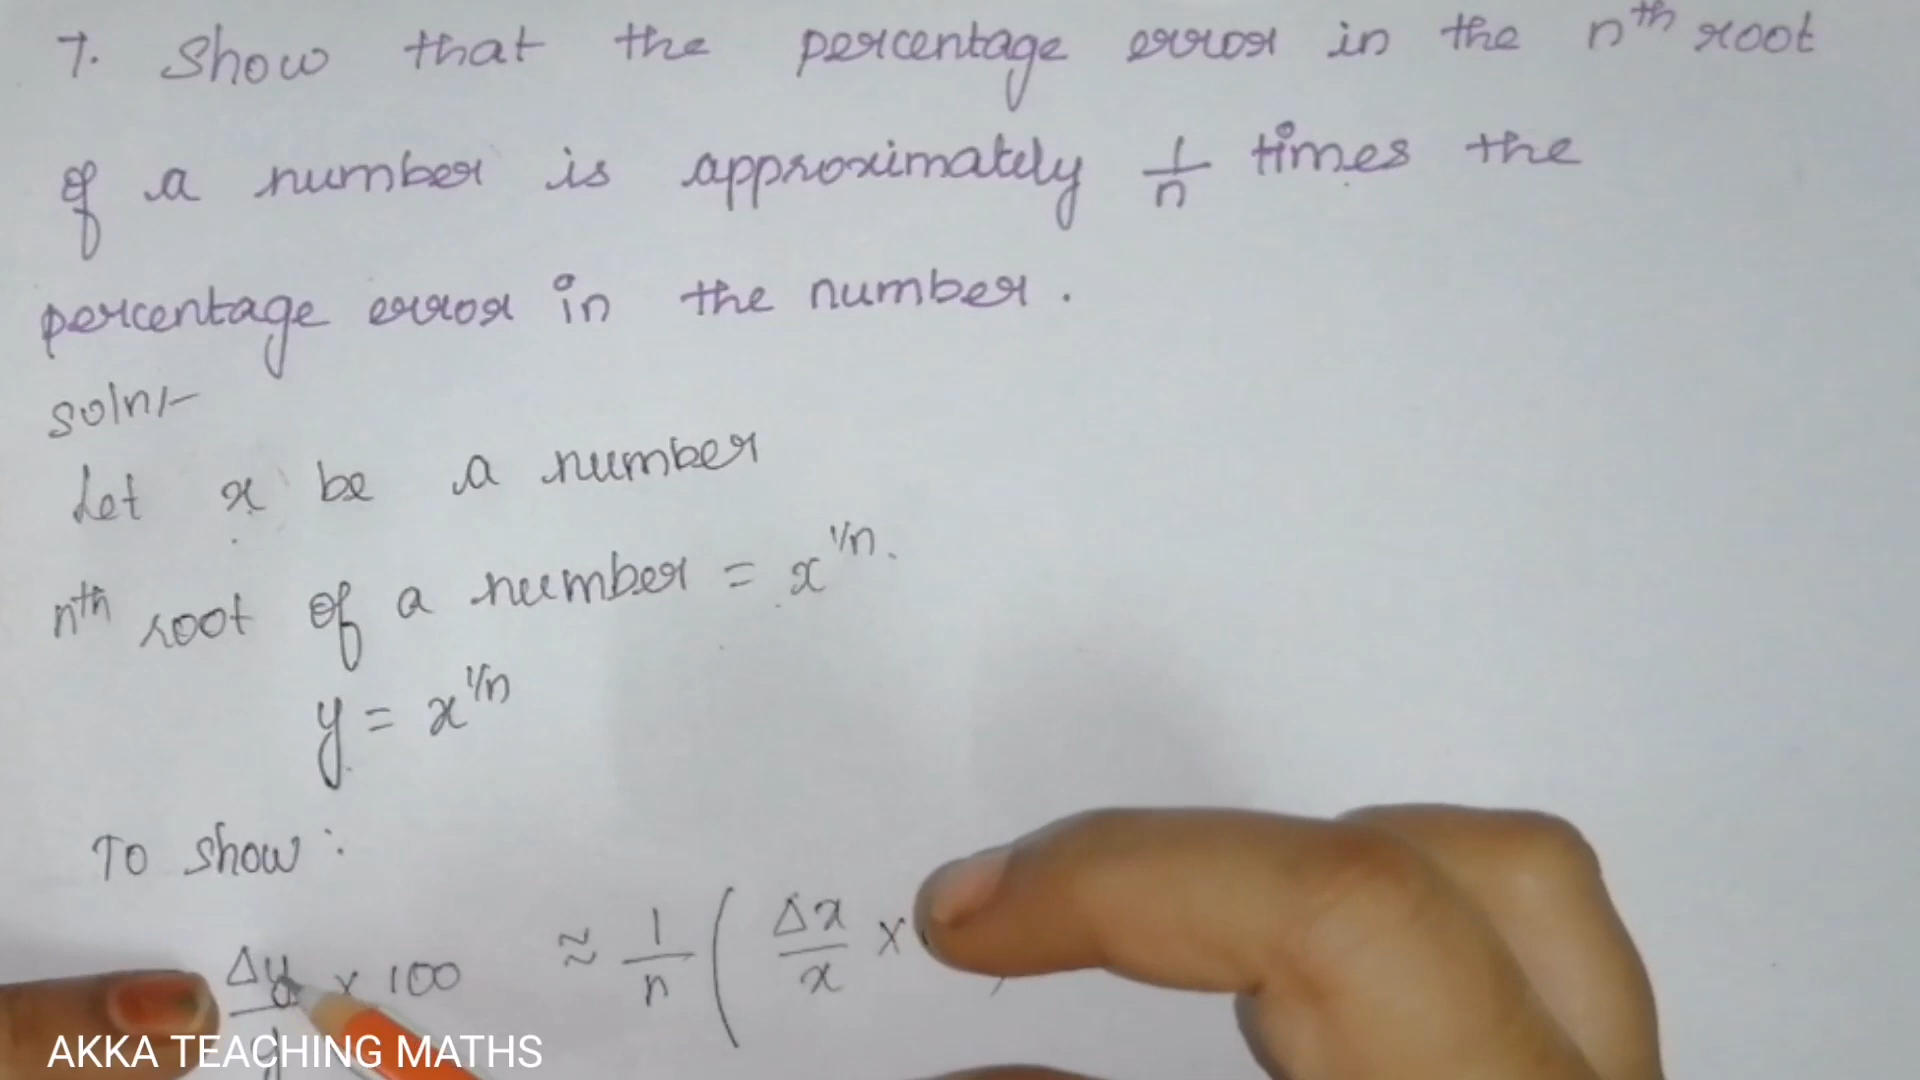 7. Show that the percentage error in the nth root
of a number is approximately 1/n times the
percentage error in the number.
Soln/-
Let x be a number
nth root of a number = x^1/n.
y = x^1/n
To show:
Δy/y × 100 ≈ 1/n ( Δx/x ×
AKKA TEACHING MATHS